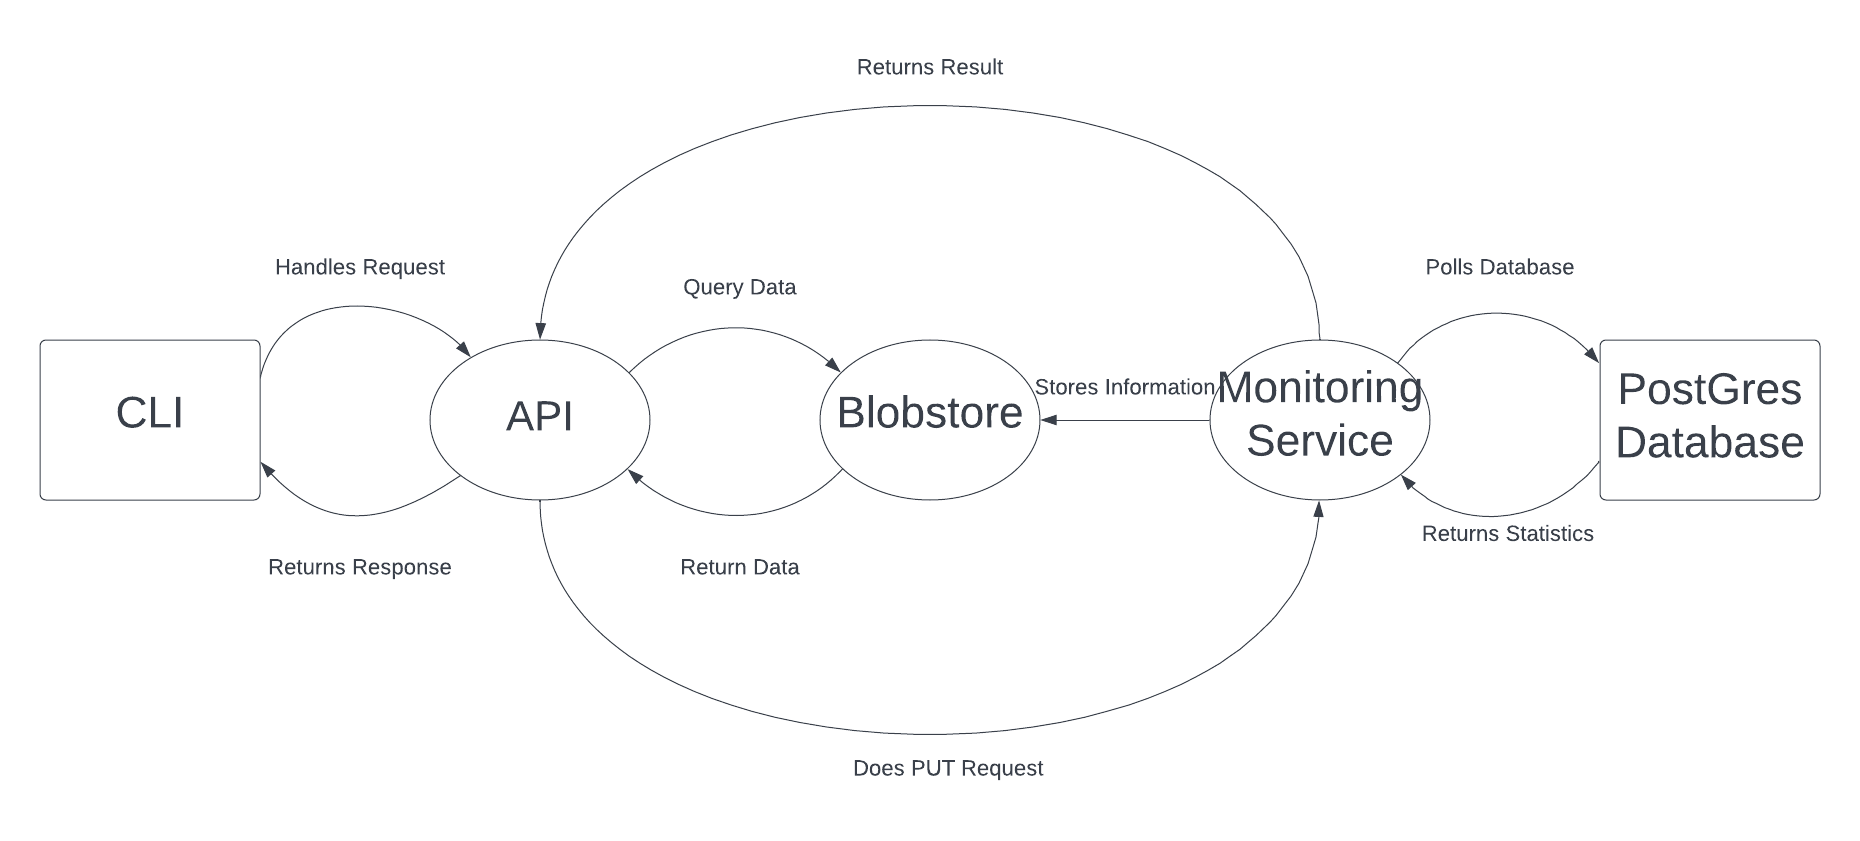 Returns Result
Handles Request
Query Data
Polls Database
CLI
API
Blobstore
Stores Information
Monitoring
Service
PostGres
Database
Returns Response
Return Data
Returns Statistics
Does PUT Request